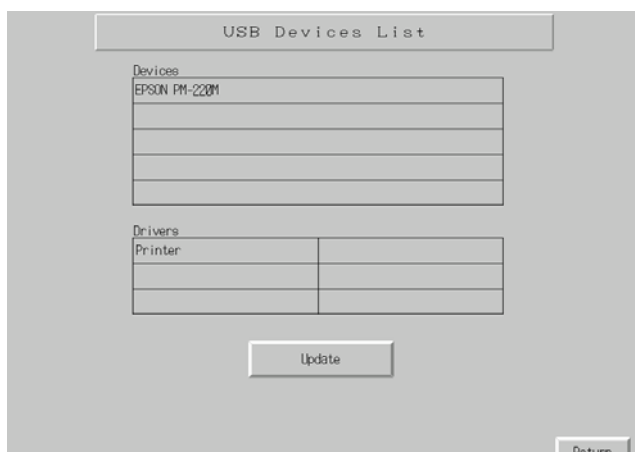 USB Devices List
Devices
EPSON PM-220M
Drivers
Printer
Update
Return